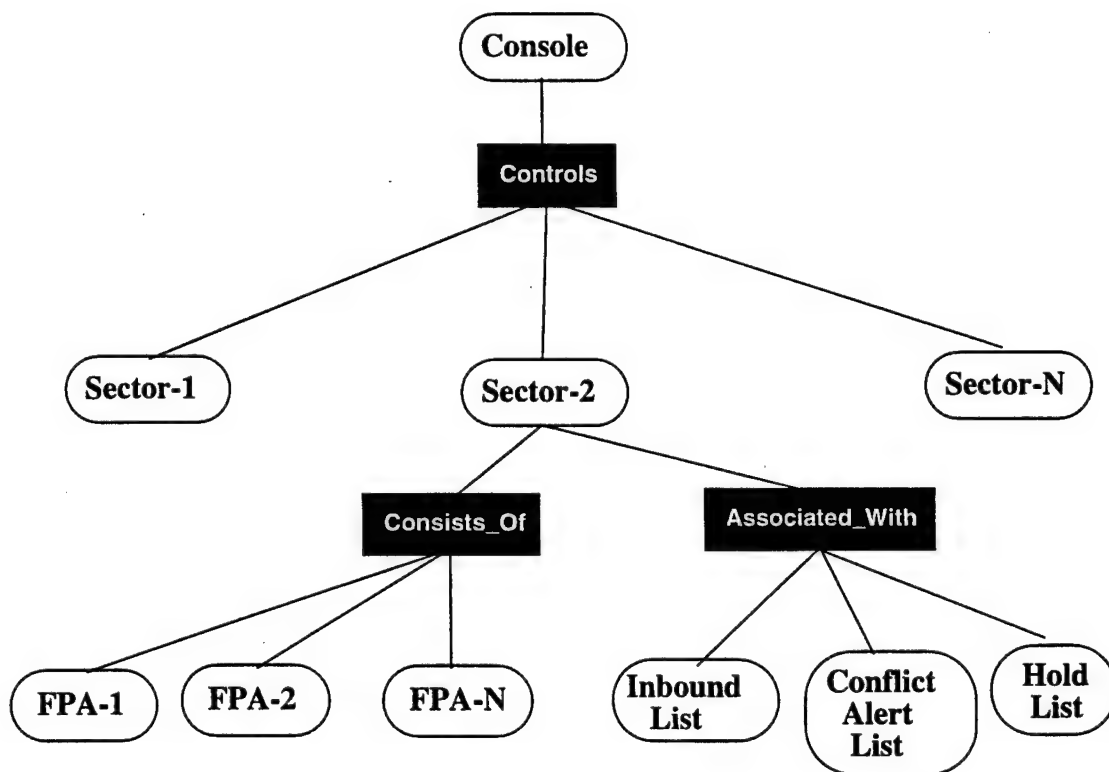 Console
Controls
Sector-1
Sector-2
Sector-N
Consists_Of
Associated_With
FPA-1
FPA-2
FPA-N
Inbound
List
Conflict
Alert
List
Hold
List